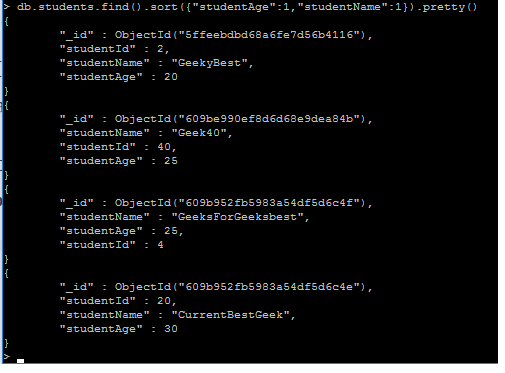 > db.students.find().sort({"studentAge":1,"studentName":1}).pretty()
{
"_id" : ObjectId("5ffeebdbd68a6fe7d56b4116"),
"studentId" : 2,
"studentName" : "GeekyBest",
"studentAge" : 20
}
{
"_id" : ObjectId("609be990ef8d6d68e9dea84b"),
"studentName" : "Geek40",
"studentId" : 40,
"studentAge" : 25
}
{
"_id" : ObjectId("609b952fb5983a54df5d6c4f"),
"studentName" : "GeeksForGeeksbest",
"studentAge" : 25,
"studentId" : 4
}
{
"_id" : ObjectId("609b952fb5983a54df5d6c4e"),
"studentId" : 20,
"studentName" : "CurrentBestGeek",
"studentAge" : 30
}
>